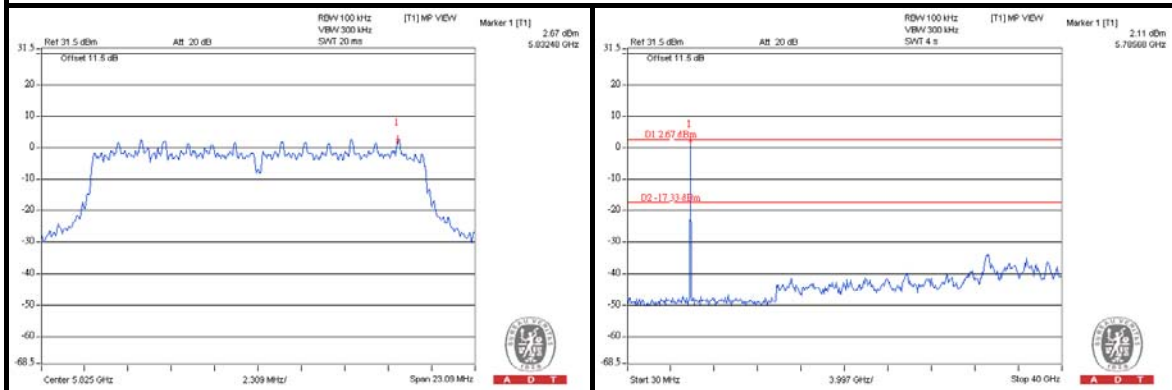 RBW 100 kHz [T1] MP VIEW
VBW 300 kHz
SWT 20 ms
Marker 1 [T1]
2.67 dBm
5.83248 GHz
31.5
Ref 31.5 dBm Att 20 dB
Offset 11.5 dB
20
10
0
-10
-20
-30
-40
-50
-60
-68.5
1
Center 5.825 GHz 2.309 MHz/ Span 23.09 MHz
BUREAU VERITAS
1828
A D T
RBW 100 kHz [T1] MP VIEW
VBW 300 kHz
SWT 4 s
Marker 1 [T1]
2.11 dBm
5.78568 GHz
31.5
Ref 31.5 dBm Att 20 dB
Offset 11.5 dB
20
10
0
-10
-20
-30
-40
-50
-60
-68.5
1
D1 2.67 dBm
D2 -17.33 dBm
Start 30 MHz 3.997 GHz/ Stop 40 GHz
BUREAU VERITAS
1828
A D T